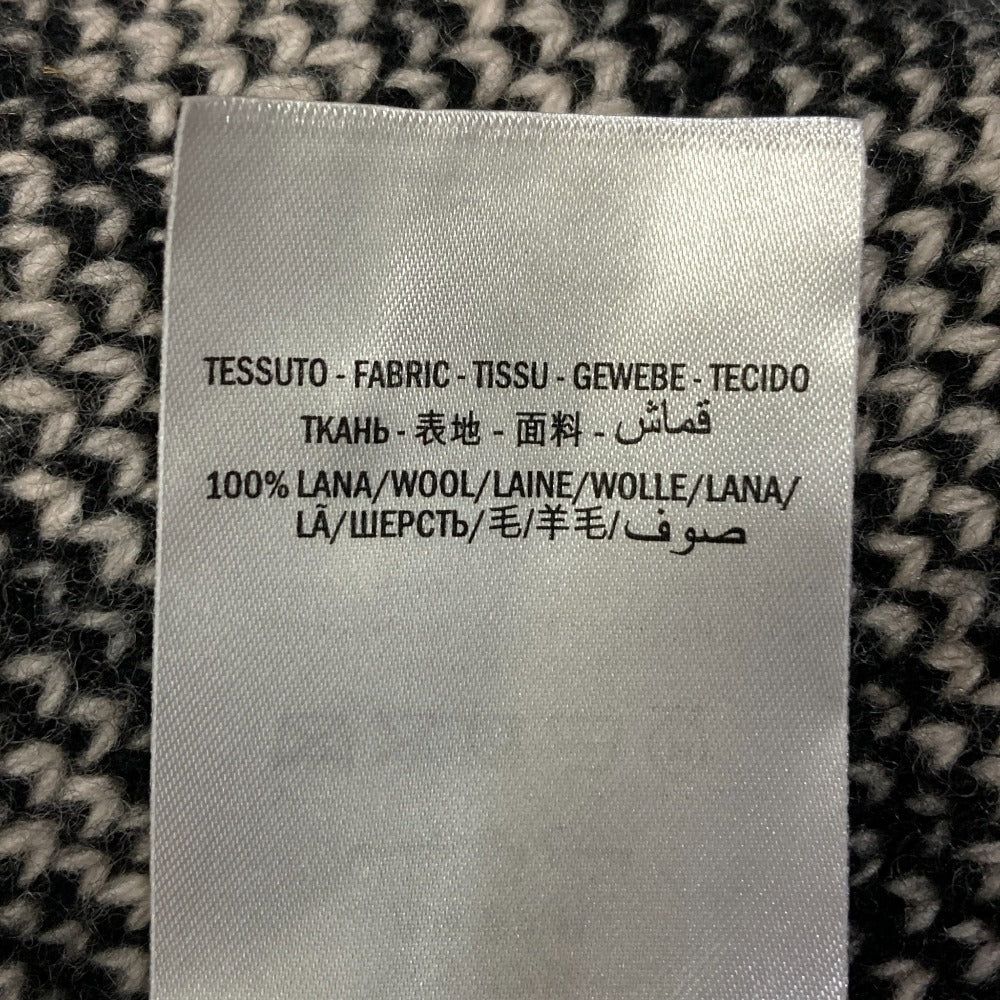 TESSUTO - FABRIC - TISSU - GEWEBE - TECIDO
ТКАНЬ - 表地 - 面料 - قماش
100% LANA/WOOL/LAINE/WOLLE/LANA/
LÃ/ШЕРСТЬ/毛/羊毛/صوف